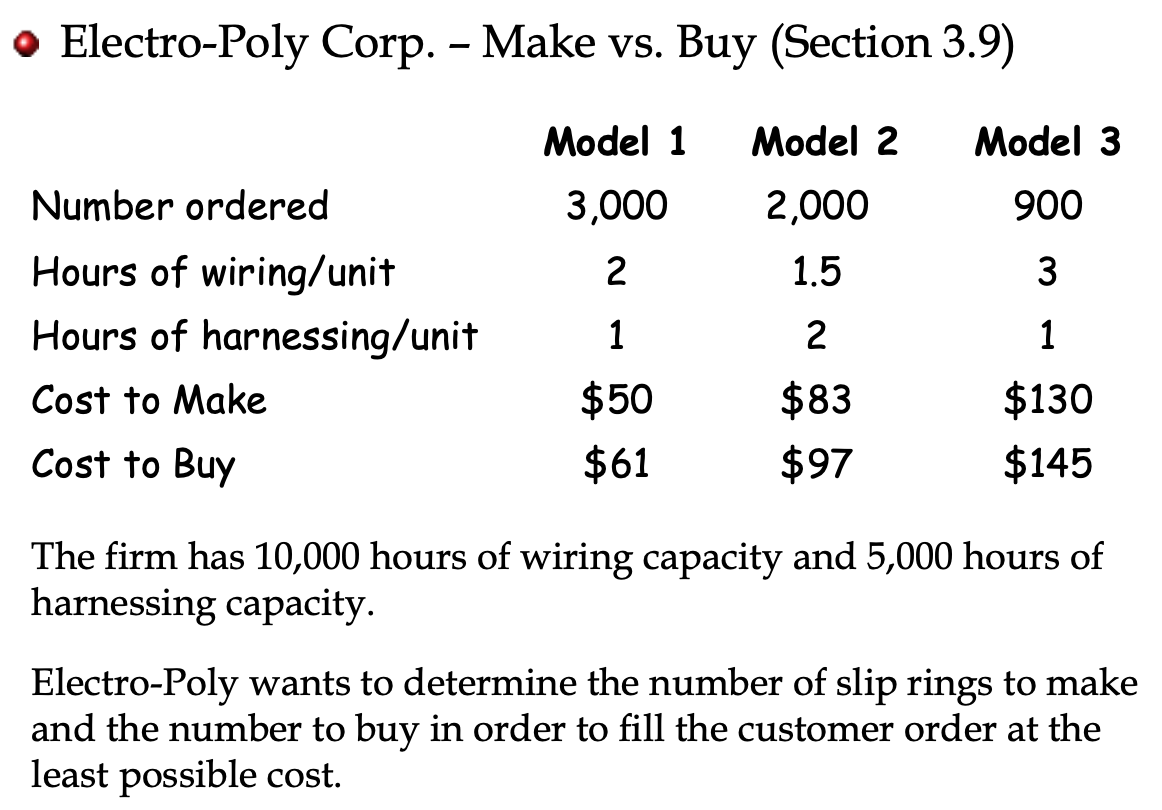 Electro-Poly Corp. – Make vs. Buy (Section 3.9)
Model 1 Model 2 Model 3
Number ordered 3,000 2,000 900
Hours of wiring/unit 2 1.5 3
Hours of harnessing/unit 1 2 1
Cost to Make $50 $83 $130
Cost to Buy $61 $97 $145
The firm has 10,000 hours of wiring capacity and 5,000 hours of
harnessing capacity.
Electro-Poly wants to determine the number of slip rings to make
and the number to buy in order to fill the customer order at the
least possible cost.